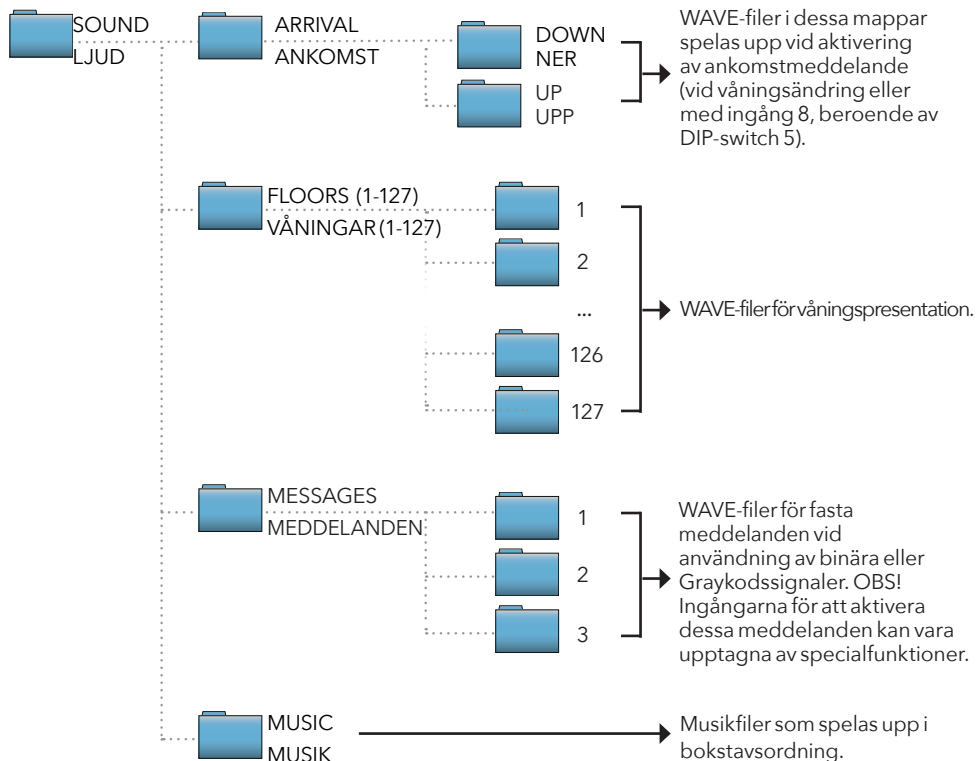 SOUND
LJUD
ARRIVAL
ANKOMST
DOWN
NER
UP
UPP
WAVE-filer i dessa mappar
spelas upp vid aktivering
av ankomstmeddelande
(vid våningsändring eller
med ingång 8, beroende av
DIP-switch 5).
FLOORS (1-127)
VÅNINGAR (1-127)
1
2
...
126
127
WAVE-filer för våningspresentation.
MESSAGES
MEDDELANDEN
1
2
3
WAVE-filer för fasta
meddelanden vid
användning av binära eller
Graykodssignaler. OBS!
Ingångarna för att aktivera
dessa meddelanden kan vara
upptagna av specialfunktioner.
MUSIC
MUSIK
Musikfiler som spelas upp i
bokstavsordning.